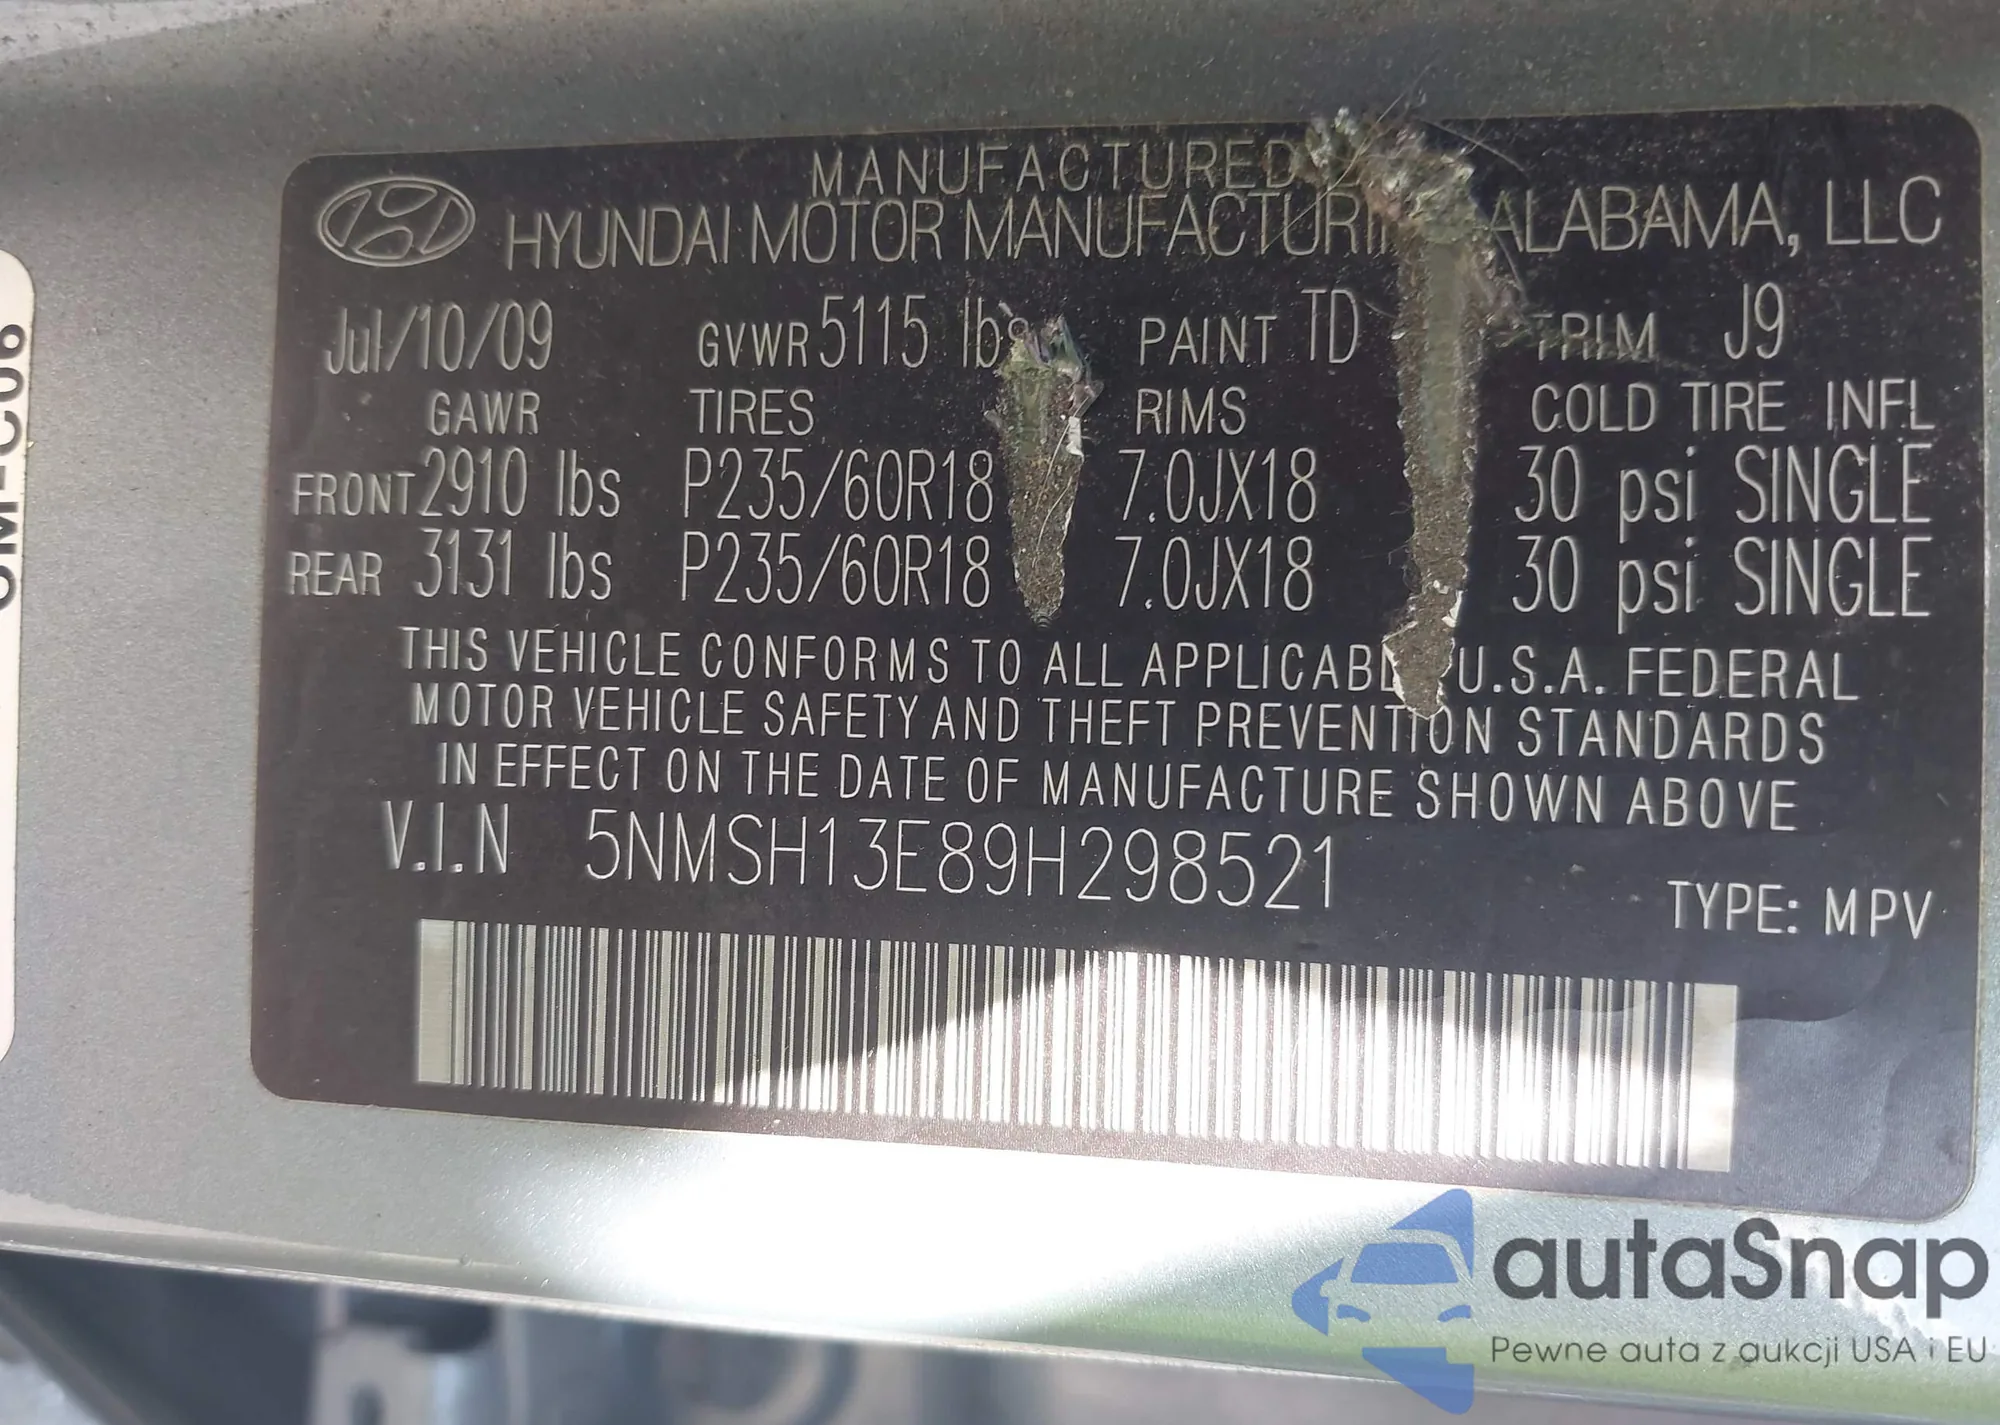 MANUFACTURED
HYUNDAI MOTOR MANUFACTURING ALABAMA, LLC
Jul/10/09 GVWR 5115 lbs PAINT TD TRIM J9
GAWR TIRES RIMS COLD TIRE INFL
FRONT 2910 lbs P235/60R18 7.0JX18 30 psi SINGLE
REAR 3131 lbs P235/60R18 7.0JX18 30 psi SINGLE
THIS VEHICLE CONFORMS TO ALL APPLICABLE U.S.A. FEDERAL
MOTOR VEHICLE SAFETY AND THEFT PREVENTION STANDARDS
IN EFFECT ON THE DATE OF MANUFACTURE SHOWN ABOVE
V.I.N 5NMSH13E89H298521
TYPE: MPV
autaSnap
Pewne auta z aukcji USA i EU